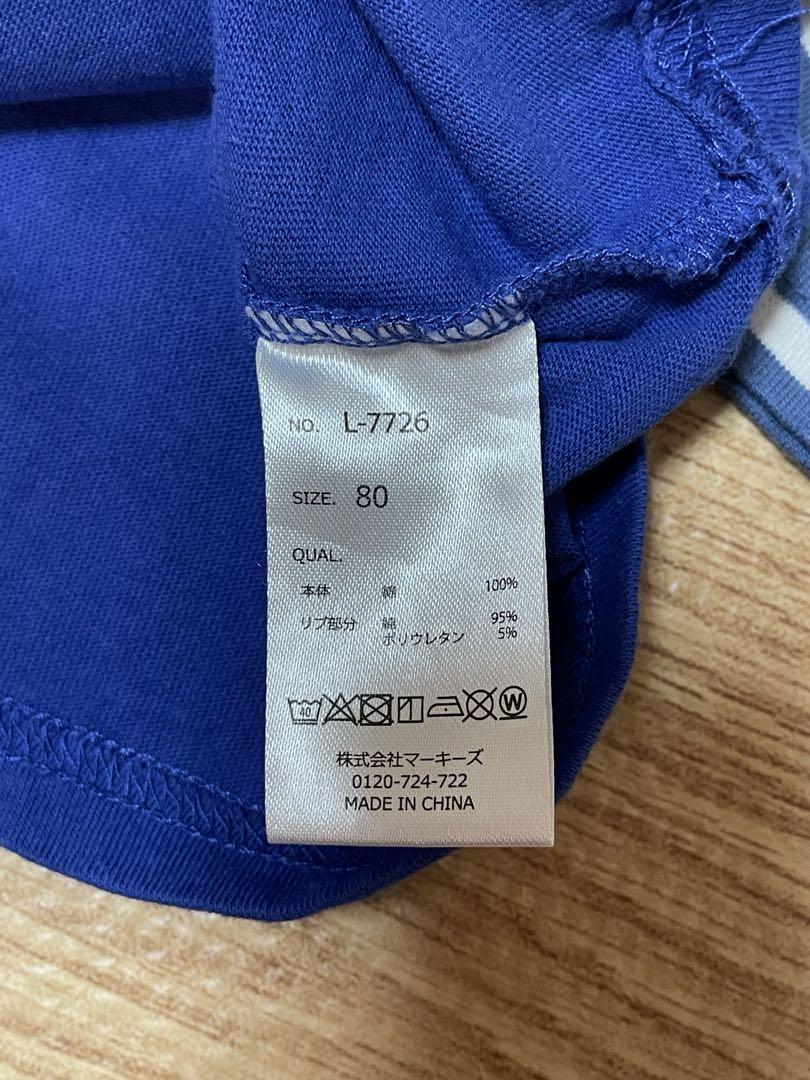 NO. L-7726
SIZE. 80
QUAL.
本体 綿 100%
リブ部分 綿 95%
ポリウレタン 5%
40 W
株式会社マーキーズ
0120-724-722
MADE IN CHINA